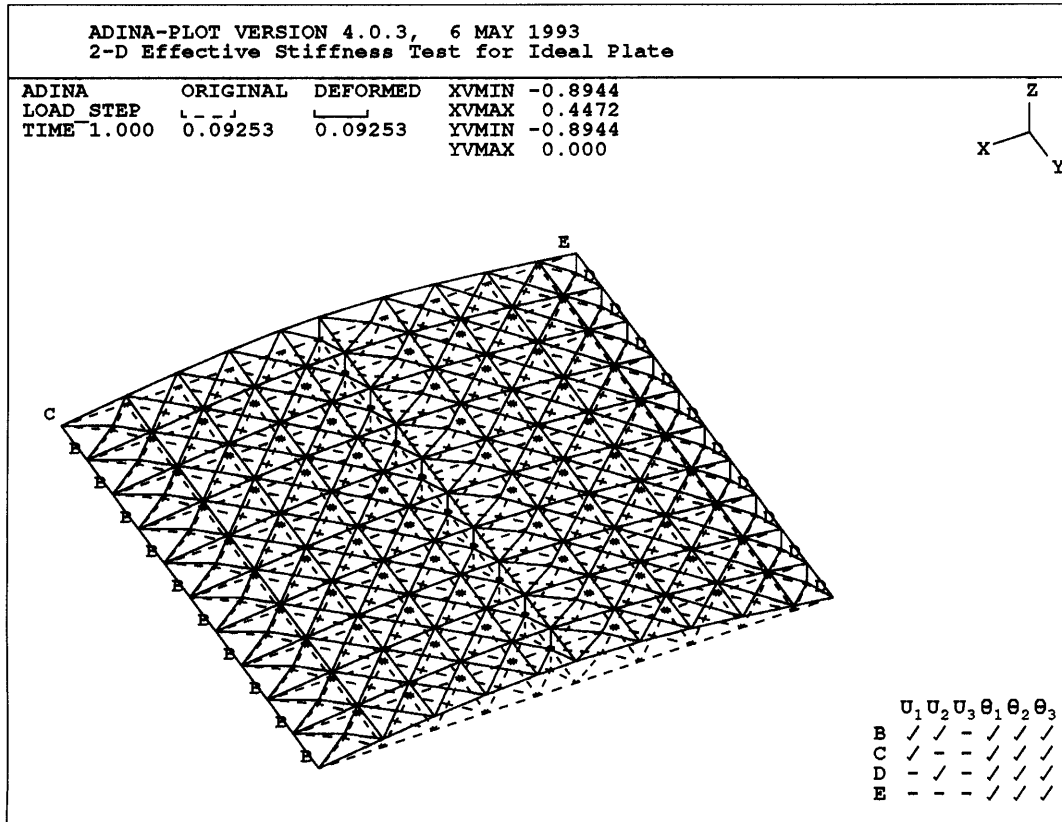 ADINA-PLOT VERSION 4.0.3, 6 MAY 1993
2-D Effective Stiffness Test for Ideal Plate
ADINA ORIGINAL DEFORMED XVMIN -0.8944
LOAD_STEP XVMAX 0.4472
TIME 1.000 0.09253 0.09253 YVMIN -0.8944
YVMAX 0.000
Z
X
Y
E
D
D
D
D
D
D
D
D
D
D
C
B
B
B
B
B
B
B
B
B
B
U₁ U₂ U₃ θ₁ θ₂ θ₃
B ✓ ✓ - ✓ ✓ ✓
C ✓ - - ✓ ✓ ✓
D - ✓ - ✓ ✓ ✓
E - - - ✓ ✓ ✓